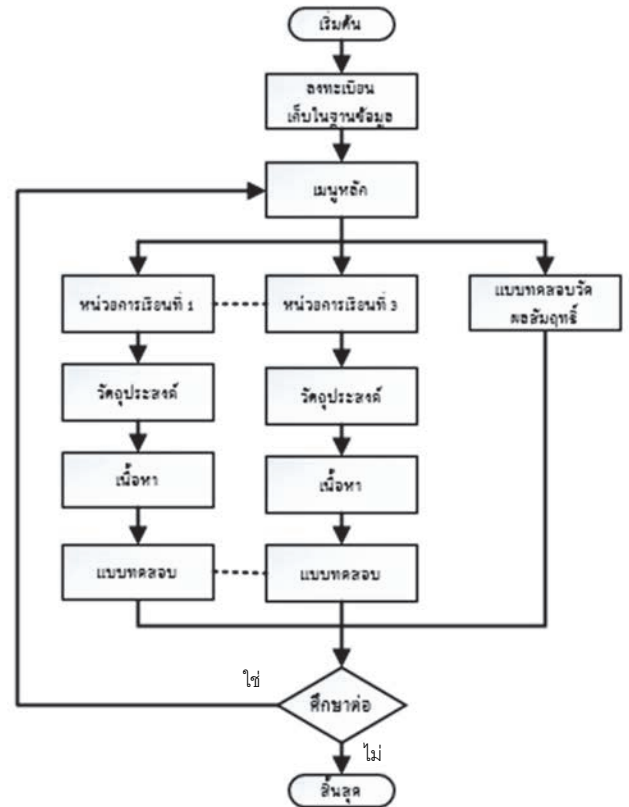 เริ่มต้น
ลงทะเบียน
เก็บในฐานข้อมูล
เมนูหลัก
หน่วยการเรียนที่ 1
หน่วยการเรียนที่ 3
แบบทดสอบวัด
ผลสัมฤทธิ์
วัตถุประสงค์
วัตถุประสงค์
เนื้อหา
เนื้อหา
แบบทดสอบ
แบบทดสอบ
ใช่
ศึกษาต่อ
ไม่
สิ้นสุด